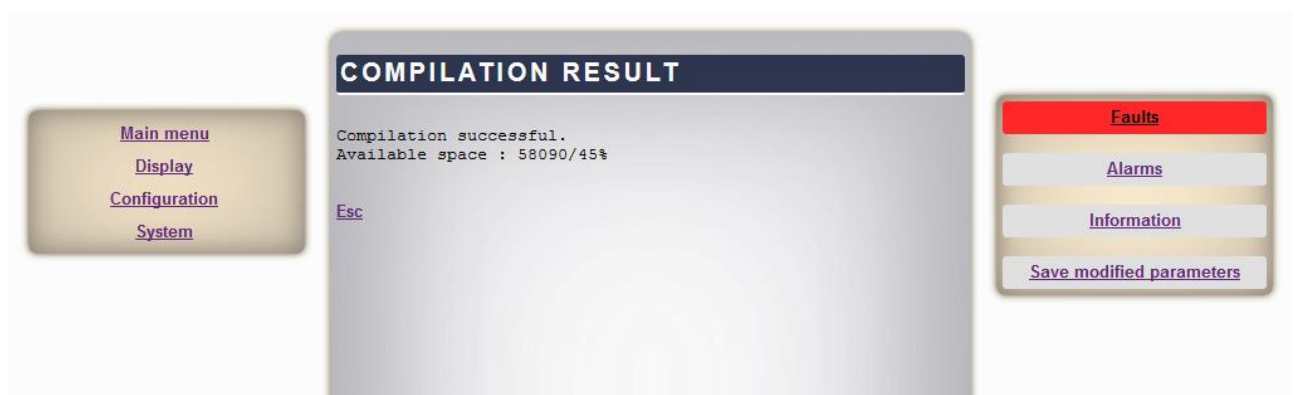 Main menu
Display
Configuration
System
COMPILATION RESULT
Compilation successful.
Available space : 58090/45%
Esc
Faults
Alarms
Information
Save modified parameters